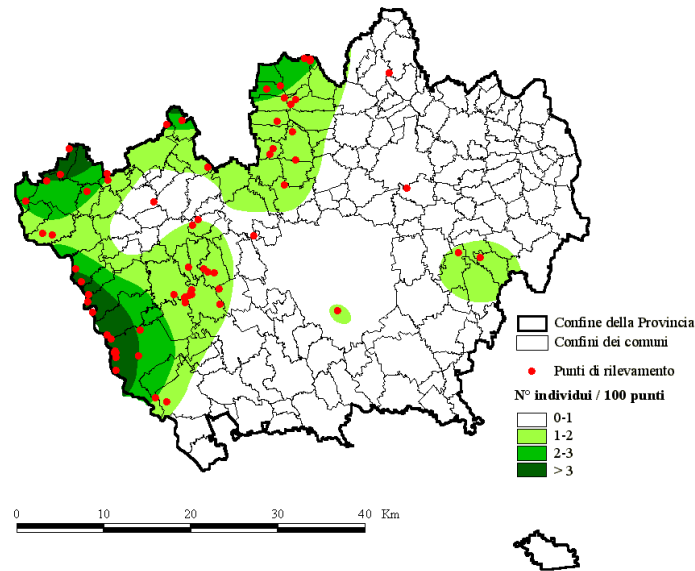 Confine della Provincia
Confini dei comuni
Punti di rilevamento
N° individui / 100 punti
0-1
1-2
2-3
> 3
0 10 20 30 40 Km